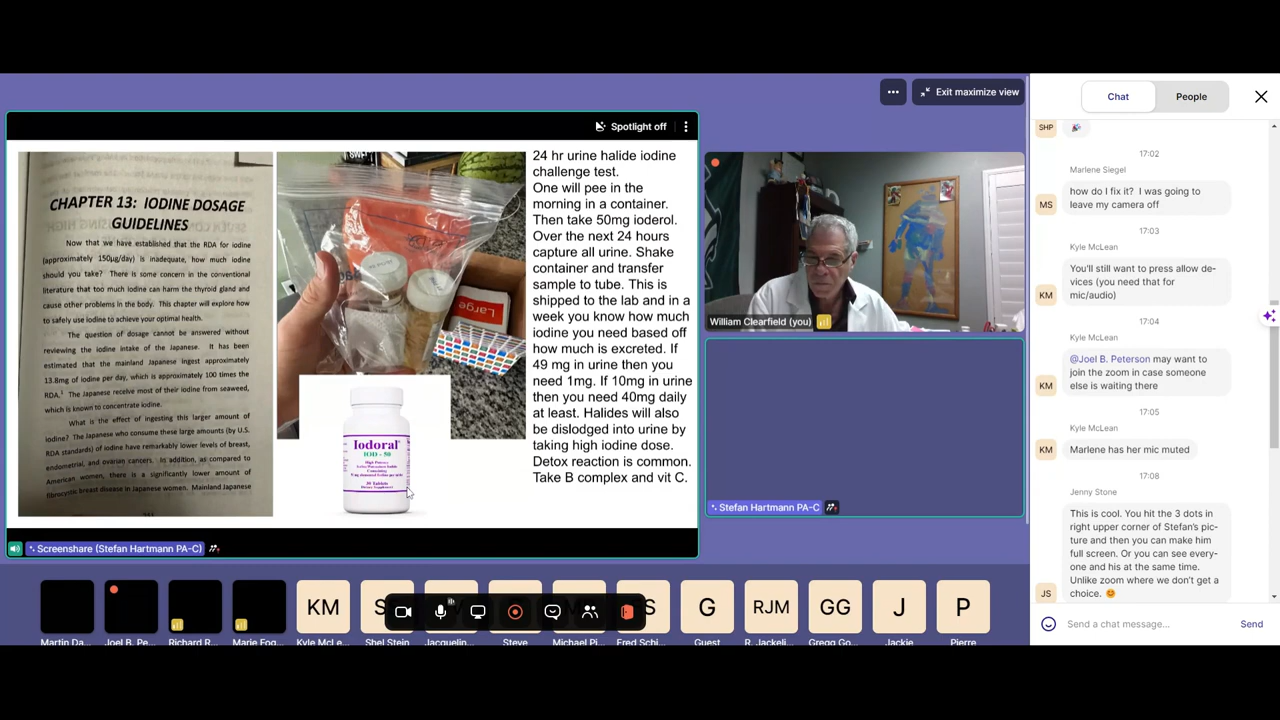 Exit maximize view
Spotlight off
CHAPTER 13: IODINE DOSAGE
GUIDELINES
Now that we have established that the RDA for iodine
(approximately 150μg/day) is inadequate, how much iodine
should you take? There is some concern in the conventional
literature that too much iodine can harm the thyroid gland and
cause other problems in the body. This chapter will explore how
to safely use iodine to achieve your optimal health.
The question of dosage cannot be answered without
reviewing the iodine intake of the Japanese. It has been
estimated that the mainland Japanese ingest approximately
13.8mg of iodine per day, which is approximately 100 times the
RDA.¹ The Japanese receive most of their iodine from seaweed,
which is known to concentrate iodine.
What is the effect of ingesting this larger amount of
iodine? The Japanese who consume these large amounts (by U.S.
RDA standards) of iodine have remarkably lower levels of breast,
endometrial, and ovarian cancers. In addition, as compared to
American women, there is a significantly lower amount of
fibrocystic breast disease in Japanese women. Mainland Japanese
Large
Iodoral
IOD - 50
24 hr urine halide iodine
challenge test.
One will pee in the
morning in a container.
Then take 50mg ioderol.
Over the next 24 hours
capture all urine. Shake
container and transfer
sample to tube. This is
shipped to the lab and in a
week you know how much
iodine you need based off
how much is excreted. If
49 mg in urine then you
need 1mg. If 10mg in urine
then you need 40mg daily
at least. Halides will also
be dislodged into urine by
taking high iodine dose.
Detox reaction is common.
Take B complex and vit C.
Screenshare (Stefan Hartmann PA-C)
William Clearfield (you)
Stefan Hartmann PA-C
KM
S
G
RJM
GG
J
P
Martin Da...
Joel B. Pe...
Richard R...
Marie Fog...
Kyle McLe...
Shel Stein
Jacquelin...
Steve
Michael Pi...
Fred Schi...
Guest
R. Jackeli...
Gregg Go...
Jackie
Pierre
Chat
People
SHP
17:02
Marlene Siegel
how do I fix it? I was going to
leave my camera off
MS
17:03
Kyle McLean
You'll still want to press allow de-
vices (you need that for
mic/audio)
KM
17:04
Kyle McLean
@Joel B. Peterson may want to
join the zoom in case someone
else is waiting there
KM
17:05
Kyle McLean
Marlene has her mic muted
KM
17:08
Jenny Stone
This is cool. You hit the 3 dots in
right upper corner of Stefan's pic-
ture and then you can make him
full screen. Or you can see every-
one and his at the same time.
Unlike zoom where we don't get a
choice.
JS
Send a chat message...
Send